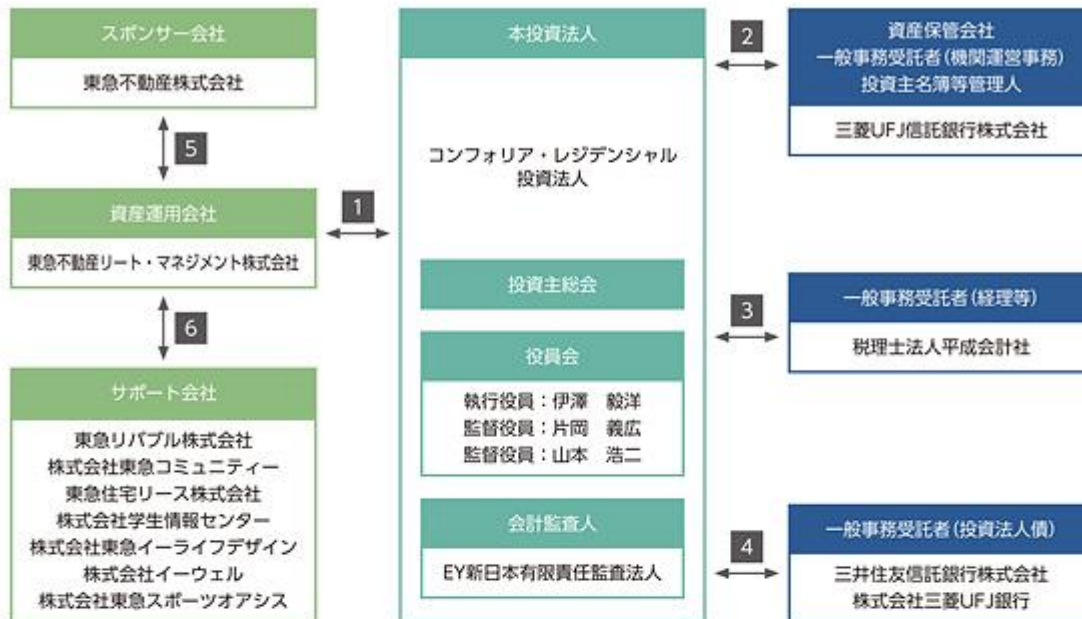 スポンサー会社
東急不動産株式会社
5
資産運用会社
東急不動産リート・マネジメント株式会社
6
サポート会社
東急リバブル株式会社
株式会社東急コミュニティー
東急住宅リース株式会社
株式会社学生情報センター
株式会社東急イーライフデザイン
株式会社イーウェル
株式会社東急スポーツオアシス
1
本投資法人
コンフォリア・レジデンシャル
投資法人
投資主総会
役員会
執行役員：伊澤　毅洋
監督役員：片岡　義広
監督役員：山本　浩二
会計監査人
EY新日本有限責任監査法人
2
資産保管会社
一般事務受託者（機関運営事務）
投資主名簿等管理人
三菱UFJ信託銀行株式会社
3
一般事務受託者（経理等）
税理士法人平成会計社
4
一般事務受託者（投資法人債）
三井住友信託銀行株式会社
株式会社三菱UFJ銀行